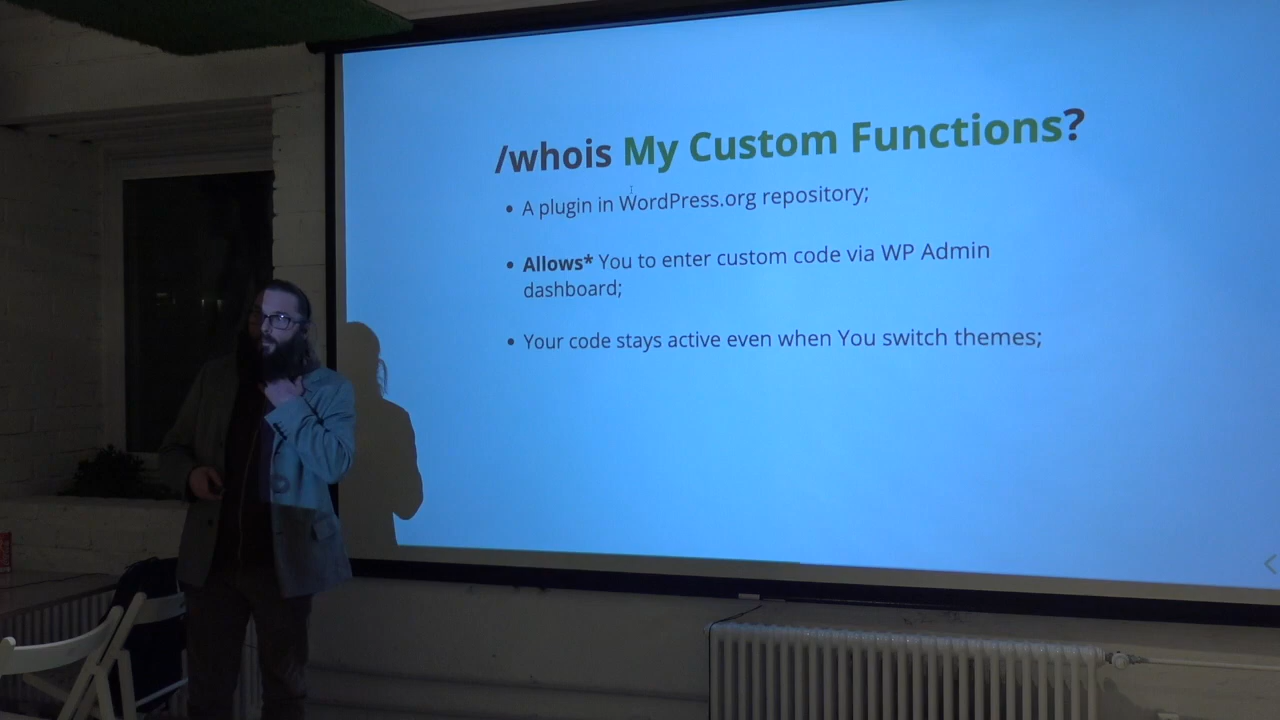 /whois My Custom Functions?
• A plugin in WordPress.org repository;
• Allows* You to enter custom code via WP Admin
dashboard;
• Your code stays active even when You switch themes;